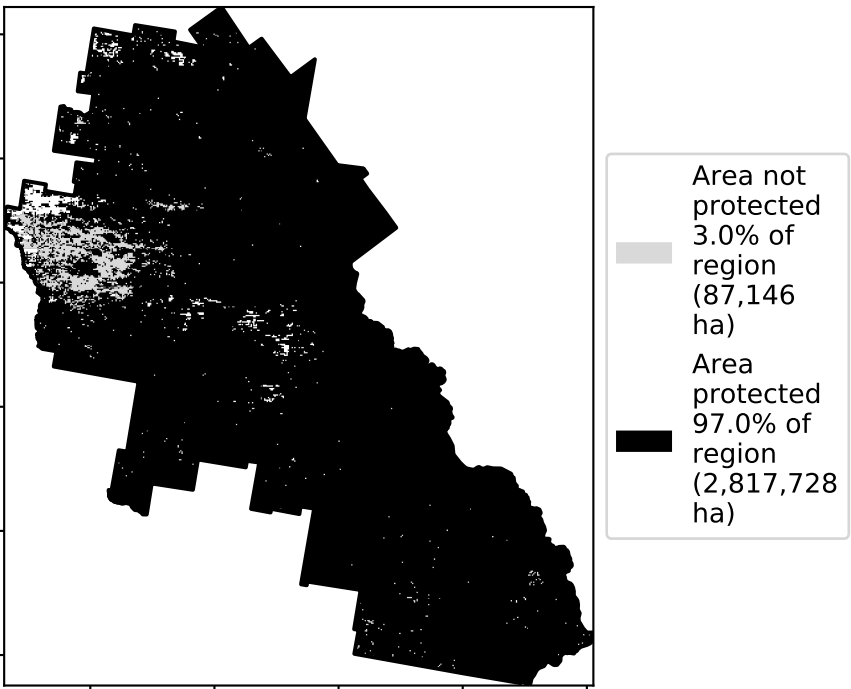 Area not
protected
3.0% of
region
(87,146
ha)
Area
protected
97.0% of
region
(2,817,728
ha)